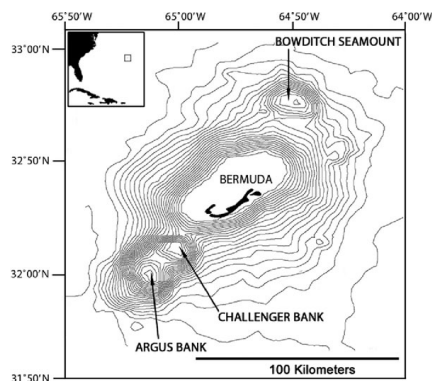 65°50'N
65°00'N
64°50'N
64°00'N
33°00'N
BOWDITCH SEAMOUNT
32°50'N
BERMUDA
32°00'N
CHALLENGER BANK
ARGUS BANK
31°50'N
100 Kilometers